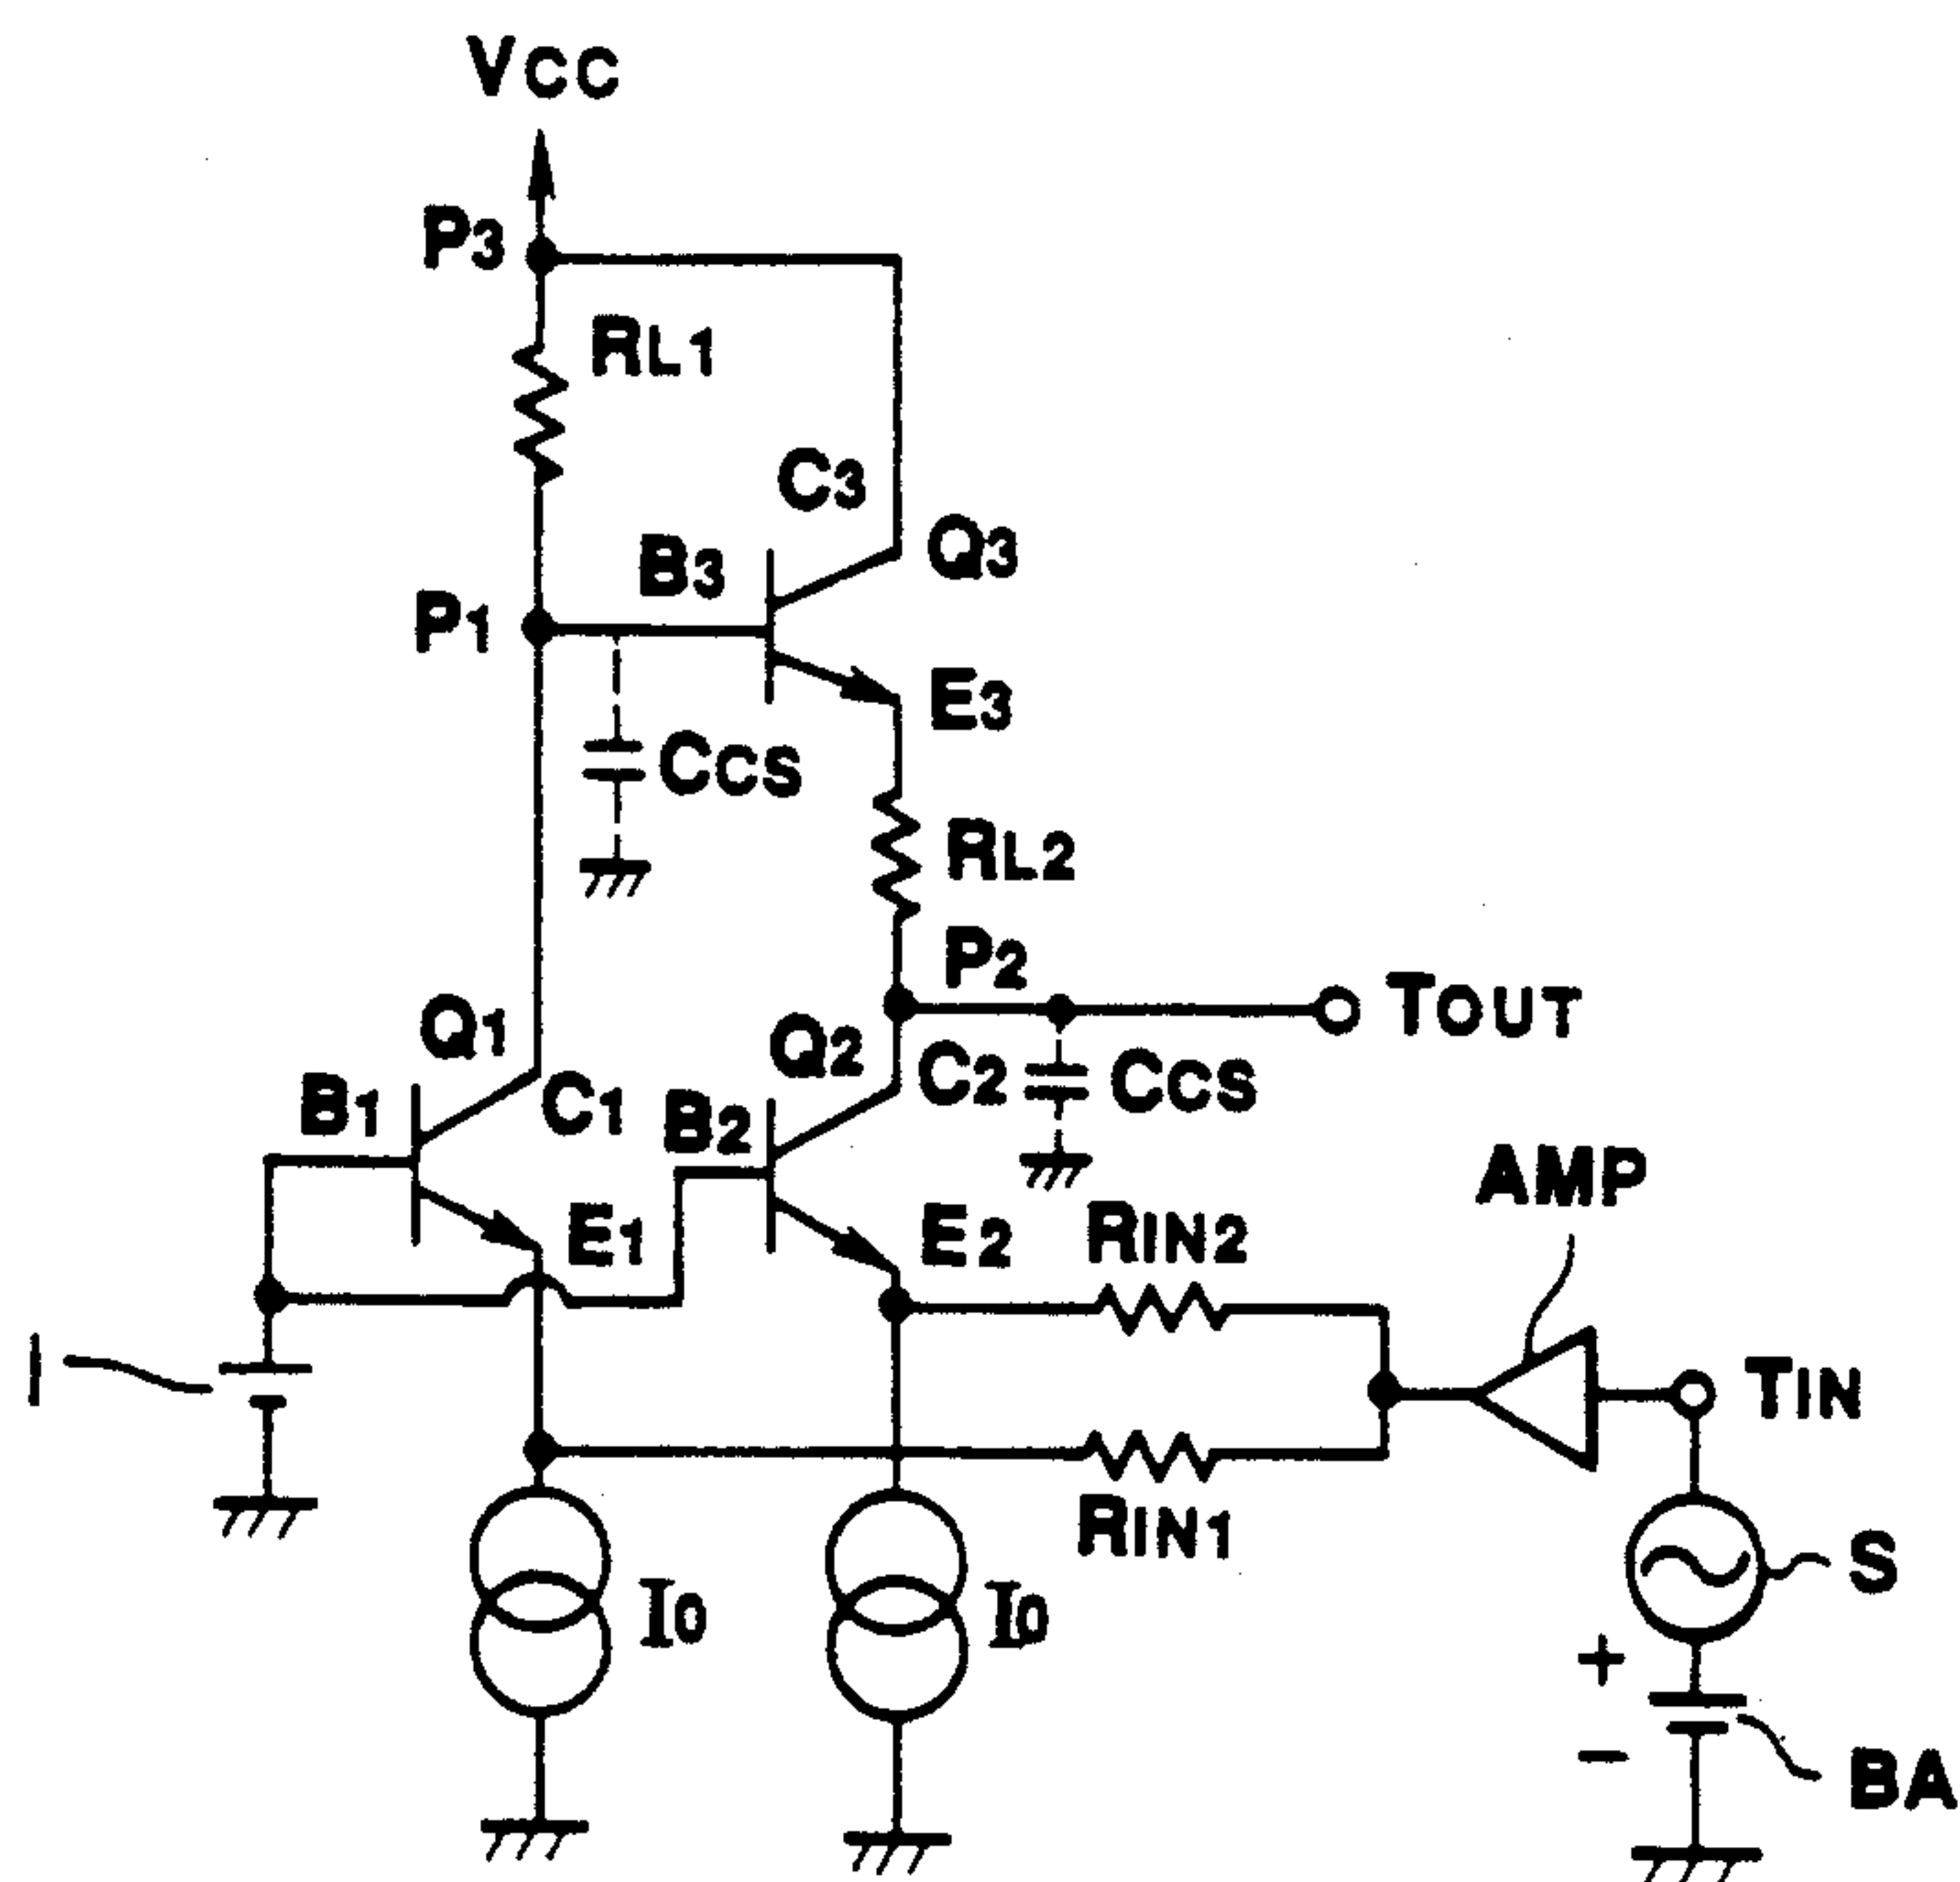 VCC
P3
RL1
C3
Q3
B3
P1
E3
CCS
RL2
P2
TOUT
Q1
Q2
C2
CCS
B1
C1
B2
AMP
E1
E2
RIN2
1
TIN
RIN1
S
I0
I0
+
−
BA